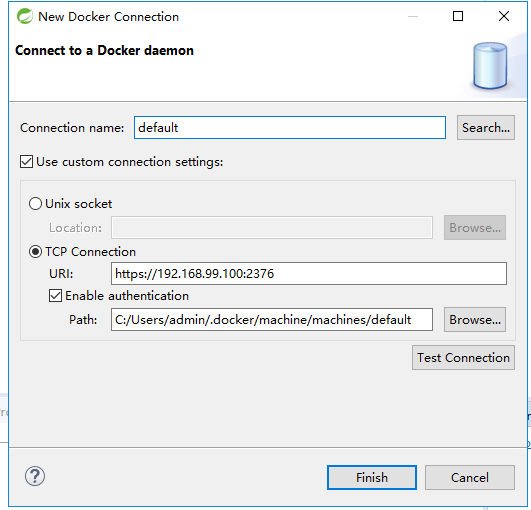 New Docker Connection
Connect to a Docker daemon
Connection name: default Search...
Use custom connection settings:
Unix socket
Location: Browse...
TCP Connection
URI: https://192.168.99.100:2376
Enable authentication
Path: C:/Users/admin/.docker/machine/machines/default Browse...
Test Connection
? Finish Cancel